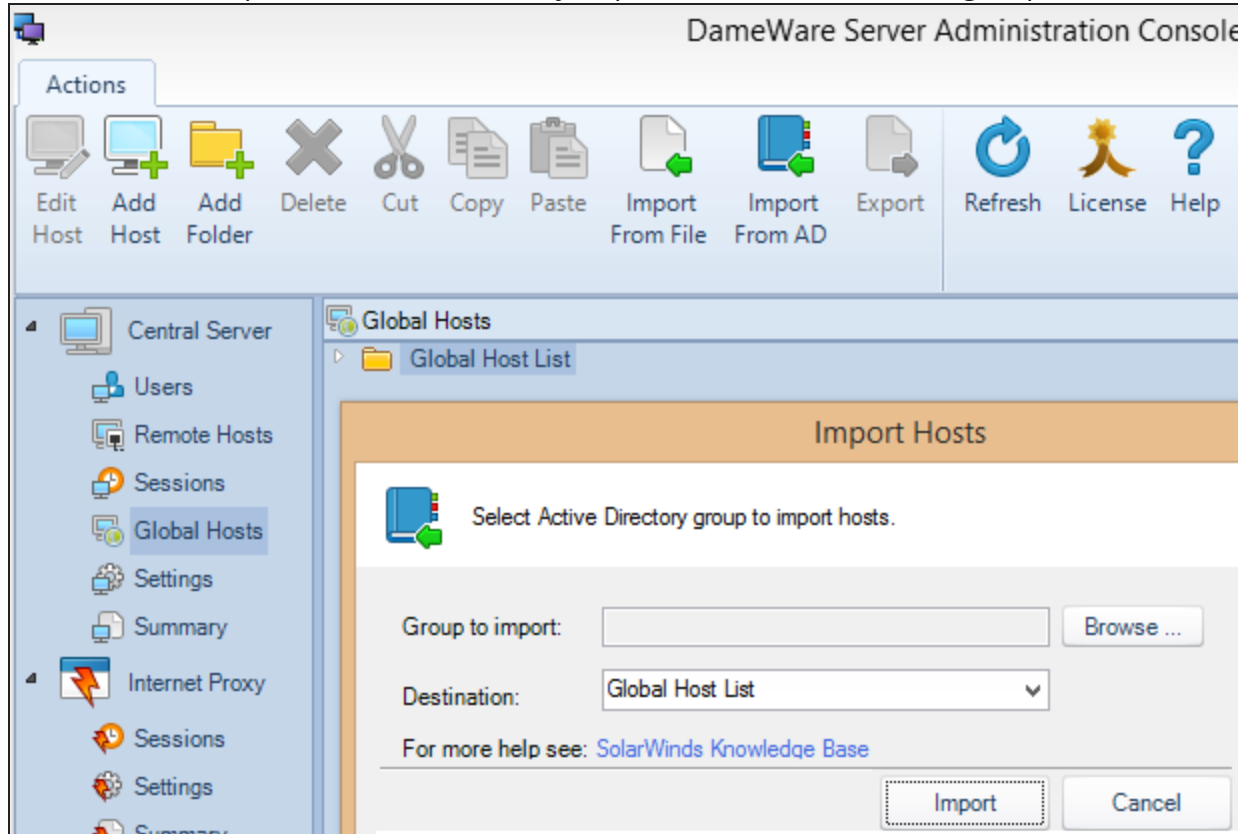 DameWare Server Administration Console
Actions
Edit Host
Add Host
Add Folder
Delete
Cut
Copy
Paste
Import From File
Import From AD
Export
Refresh
License
Help
Central Server
Users
Remote Hosts
Sessions
Global Hosts
Settings
Summary
Internet Proxy
Sessions
Settings
Summary
Global Hosts
Global Host List
Import Hosts
Select Active Directory group to import hosts.
Group to import:
Browse ...
Destination:
Global Host List
For more help see: SolarWinds Knowledge Base
Import
Cancel